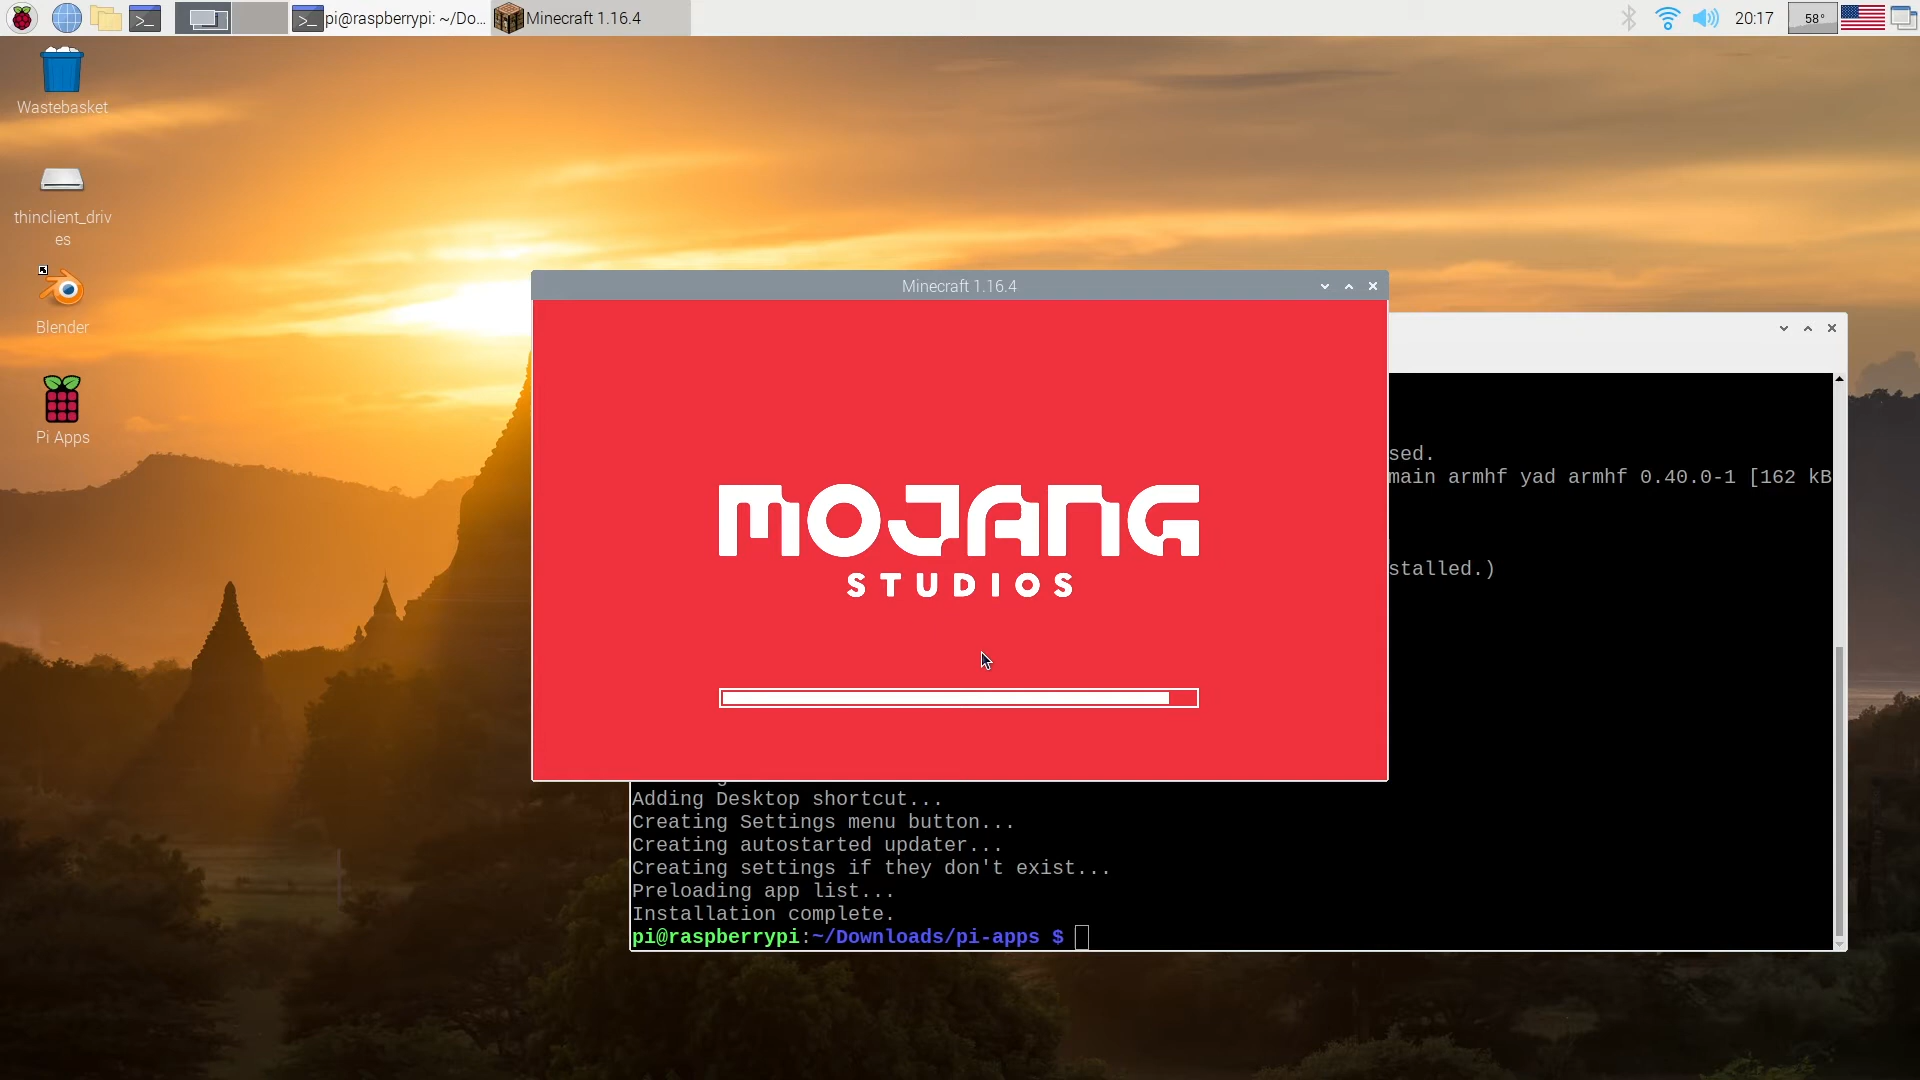 pi@raspberrypi: ~/Do...
Minecraft 1.16.4
20:17
58°
Wastebasket
thinclient_driv
es
Blender
Pi Apps
Minecraft 1.16.4
MOJANG
STUDIOS
sed.
main armhf yad armhf 0.40.0-1 [162 kB
stalled.)
Adding Desktop shortcut...
Creating Settings menu button...
Creating autostarted updater...
Creating settings if they don't exist...
Preloading app list...
Installation complete.
pi@raspberrypi:~/Downloads/pi-apps $